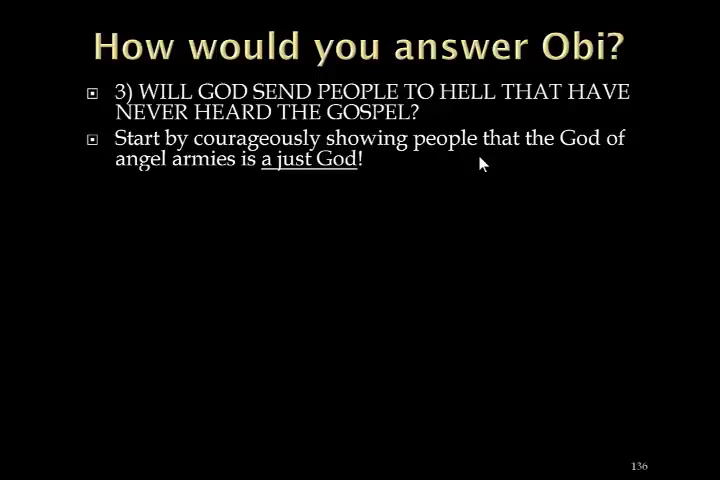 How would you answer Obi?
3) WILL GOD SEND PEOPLE TO HELL THAT HAVE
NEVER HEARD THE GOSPEL?
Start by courageously showing people that the God of
angel armies is a just God!
136